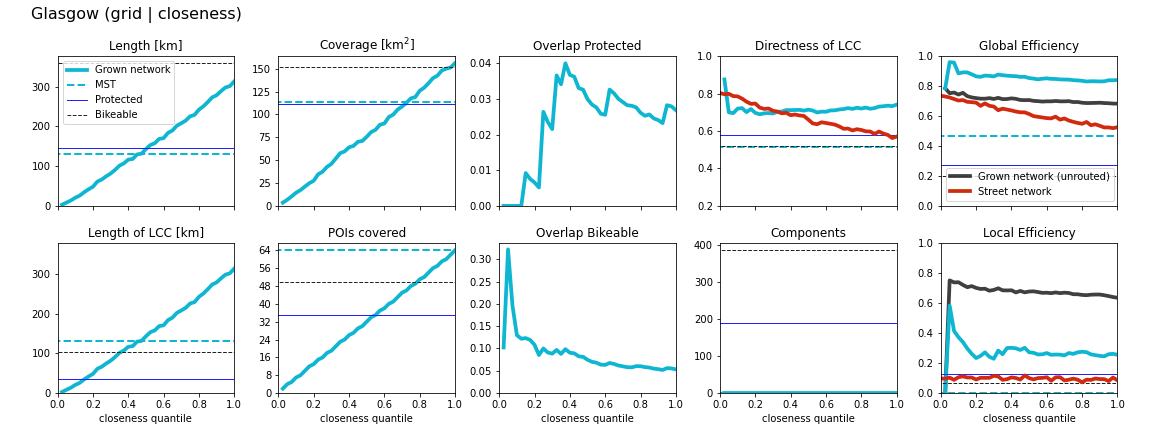 Glasgow (grid | closeness)
Length [km]
Coverage [km²]
Overlap Protected
Directness of LCC
Global Efficiency
300
200
100
0
Grown network
MST
Protected
Bikeable
150
125
100
75
50
25
0
0.04
0.03
0.02
0.01
0.00
1.0
0.8
0.6
0.4
0.2
1.0
0.8
0.6
0.4
0.2
0.0
Grown network (unrouted)
Street network
Length of LCC [km]
POIs covered
Overlap Bikeable
Components
Local Efficiency
300
200
100
0
0.0 0.2 0.4 0.6 0.8 1.0
closeness quantile
64
56
48
40
32
24
16
8
0
0.0 0.2 0.4 0.6 0.8 1.0
closeness quantile
0.30
0.25
0.20
0.15
0.10
0.05
0.00
0.0 0.2 0.4 0.6 0.8 1.0
closeness quantile
400
300
200
100
0
0.0 0.2 0.4 0.6 0.8 1.0
closeness quantile
1.0
0.8
0.6
0.4
0.2
0.0
0.0 0.2 0.4 0.6 0.8 1.0
closeness quantile